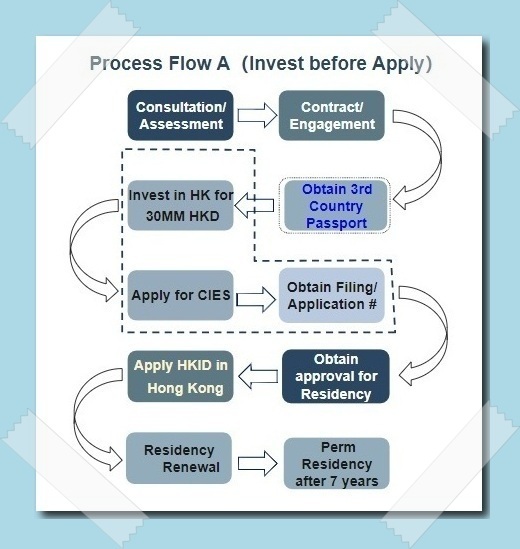 Process Flow A (Invest before Apply)
Consultation/
Assessment
Contract/
Engagement
Obtain 3rd
Country
Passport
Invest in HK for
30MM HKD
Apply for CIES
Obtain Filing/
Application #
Obtain
approval for
Residency
Apply HKID in
Hong Kong
Residency
Renewal
Perm
Residency
after 7 years